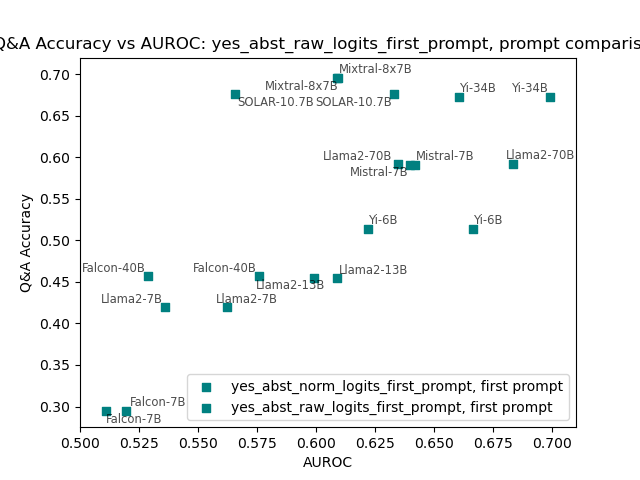 Q&A Accuracy vs AUROC: yes_abst_raw_logits_first_prompt, prompt comparis
0.70
0.65
0.60
0.55
0.50
0.45
0.40
0.35
0.30
Q&A Accuracy
Mixtral-8x7B
Mixtral-8x7B
SOLAR-10.7B
SOLAR-10.7B
Yi-34B
Yi-34B
Llama2-70B
Mistral-7B
Mistral-7B
Llama2-70B
Yi-6B
Yi-6B
Falcon-40B
Falcon-40B
Llama2-13B
Llama2-13B
Llama2-7B
Llama2-7B
Falcon-7B
Falcon-7B
yes_abst_norm_logits_first_prompt, first prompt
yes_abst_raw_logits_first_prompt, first prompt
0.500 0.525 0.550 0.575 0.600 0.625 0.650 0.675 0.700
AUROC